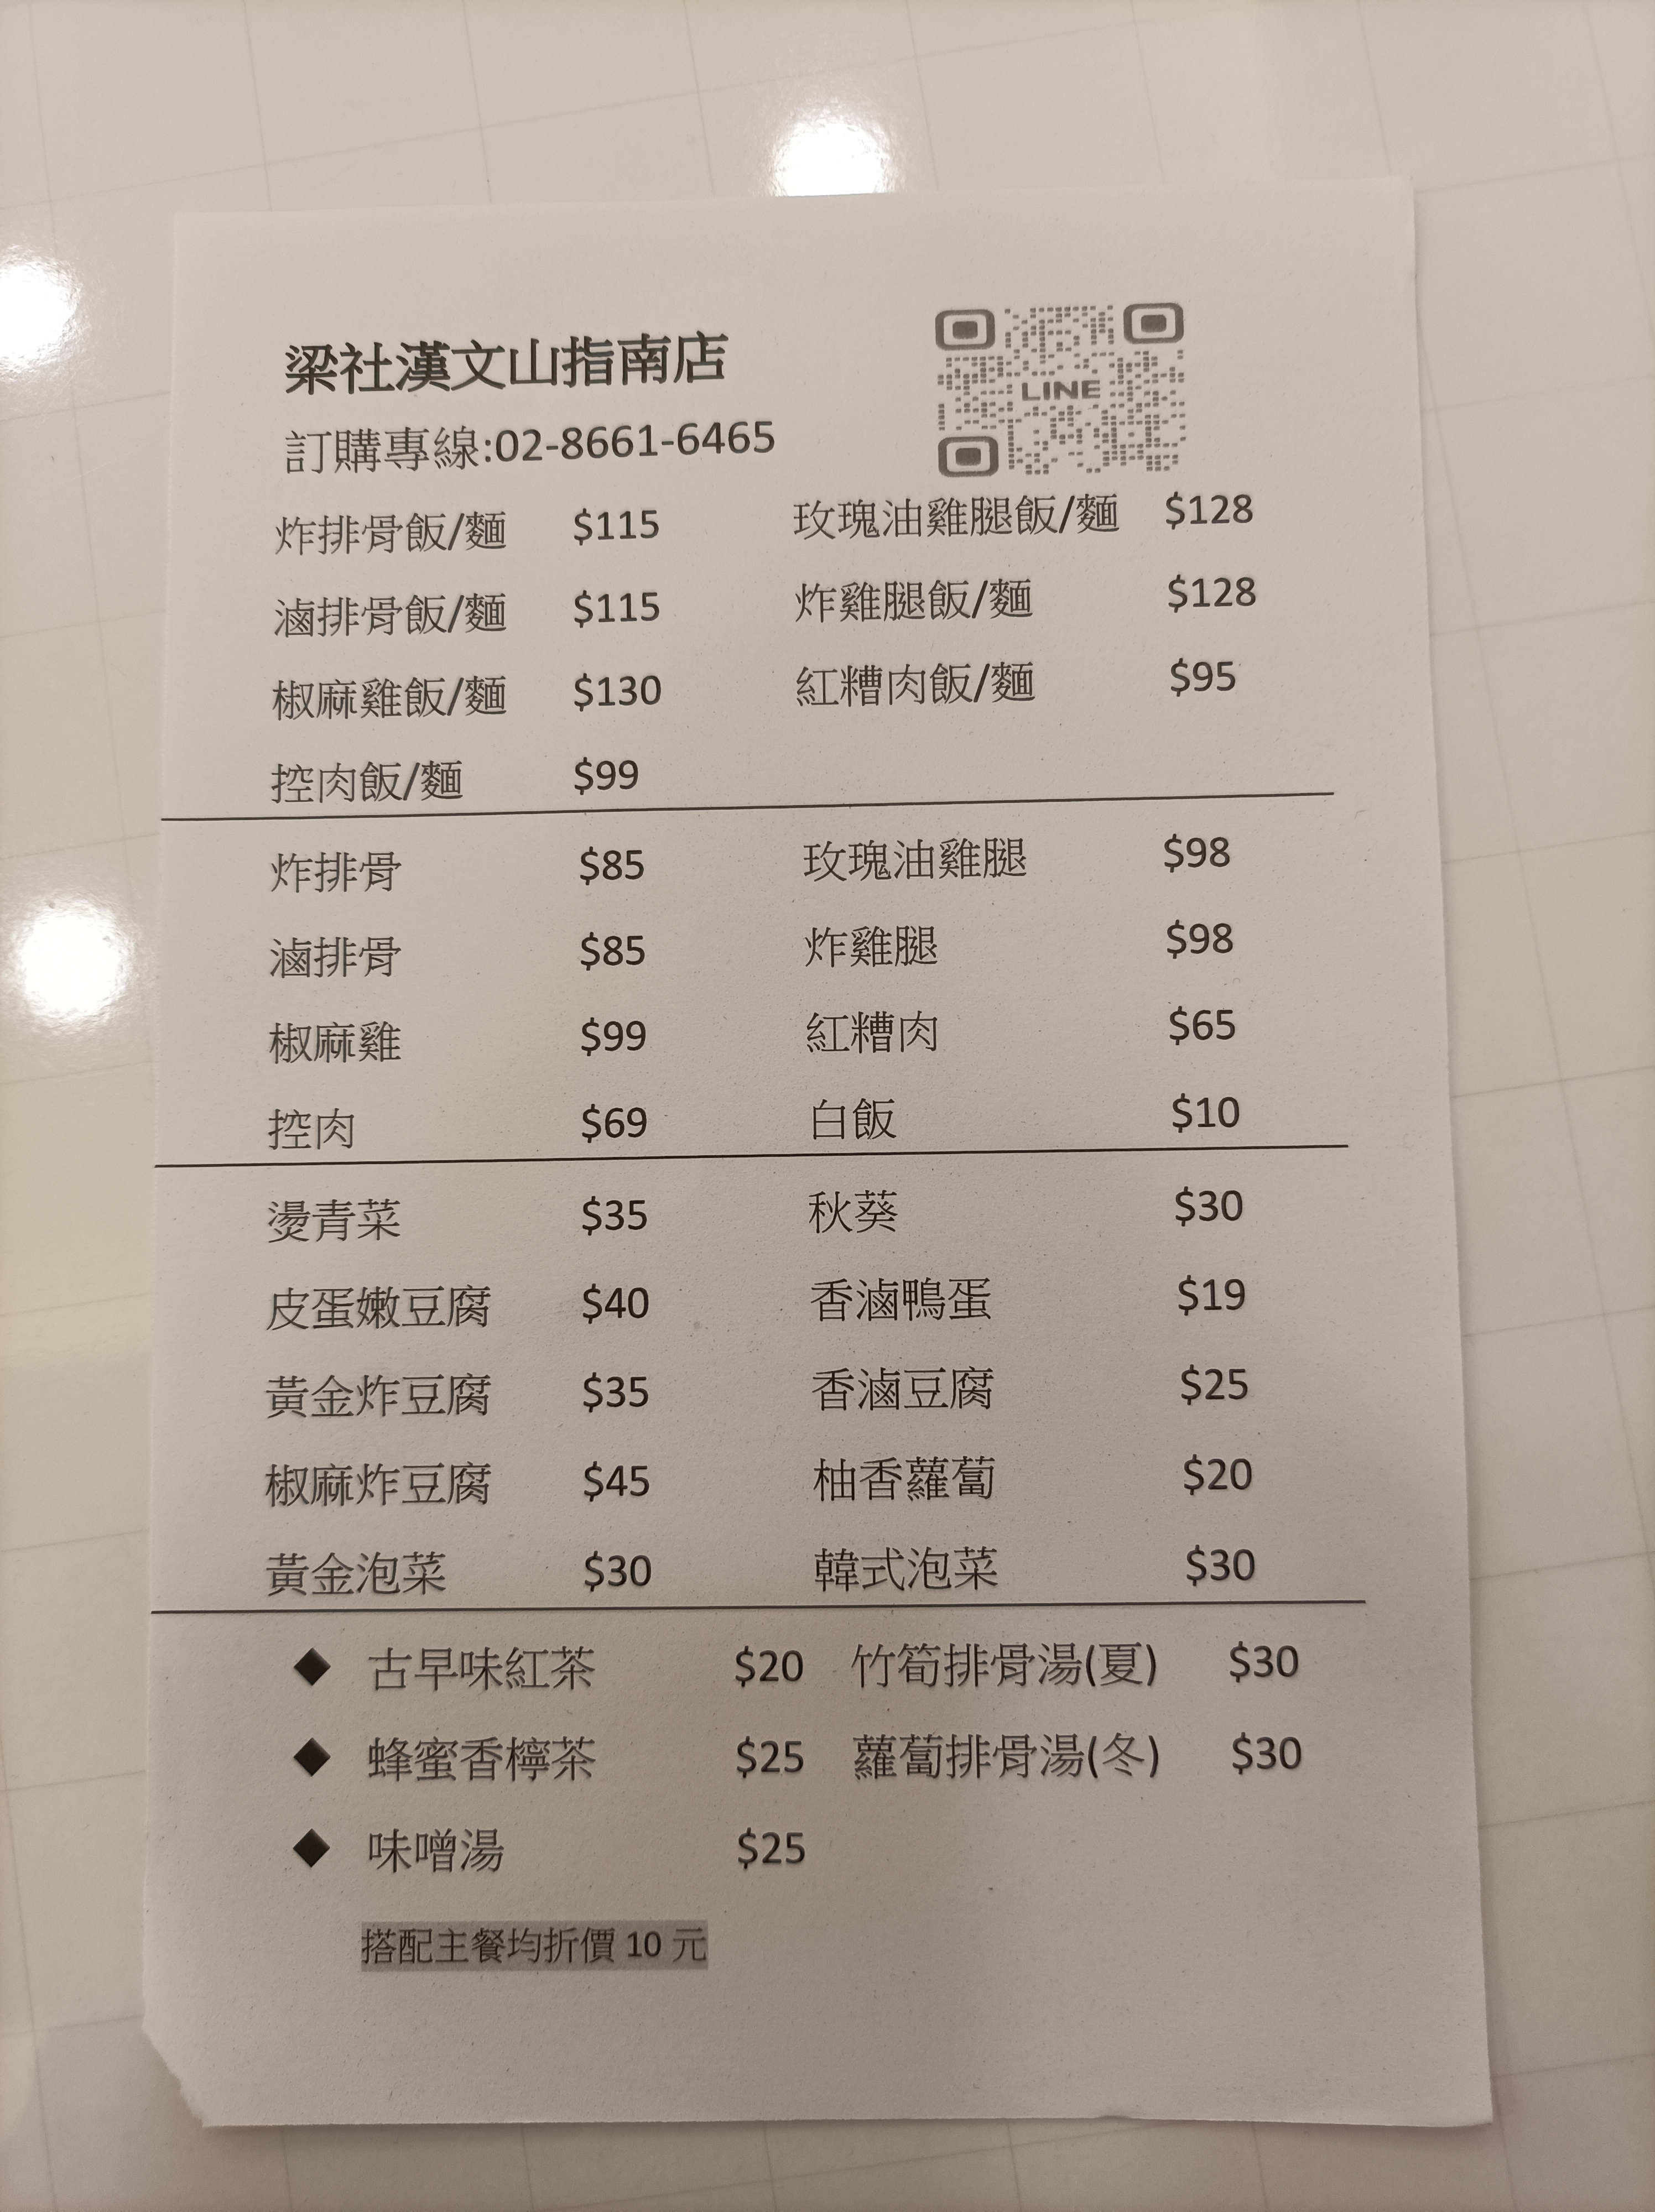 梁社漢文山指南店
LINE
訂購專線:02-8661-6465
炸排骨飯/麵 $115 玫瑰油雞腿飯/麵 $128
滷排骨飯/麵 $115 炸雞腿飯/麵 $128
椒麻雞飯/麵 $130 紅糟肉飯/麵 $95
控肉飯/麵 $99
炸排骨 $85 玫瑰油雞腿 $98
滷排骨 $85 炸雞腿 $98
椒麻雞 $99 紅糟肉 $65
控肉 $69 白飯 $10
燙青菜 $35 秋葵 $30
皮蛋嫩豆腐 $40 香滷鴨蛋 $19
黃金炸豆腐 $35 香滷豆腐 $25
椒麻炸豆腐 $45 柚香蘿蔔 $20
黃金泡菜 $30 韓式泡菜 $30
◆ 古早味紅茶 $20 竹筍排骨湯(夏) $30
◆ 蜂蜜香檸茶 $25 蘿蔔排骨湯(冬) $30
◆ 味噌湯 $25
搭配主餐均折價 10 元